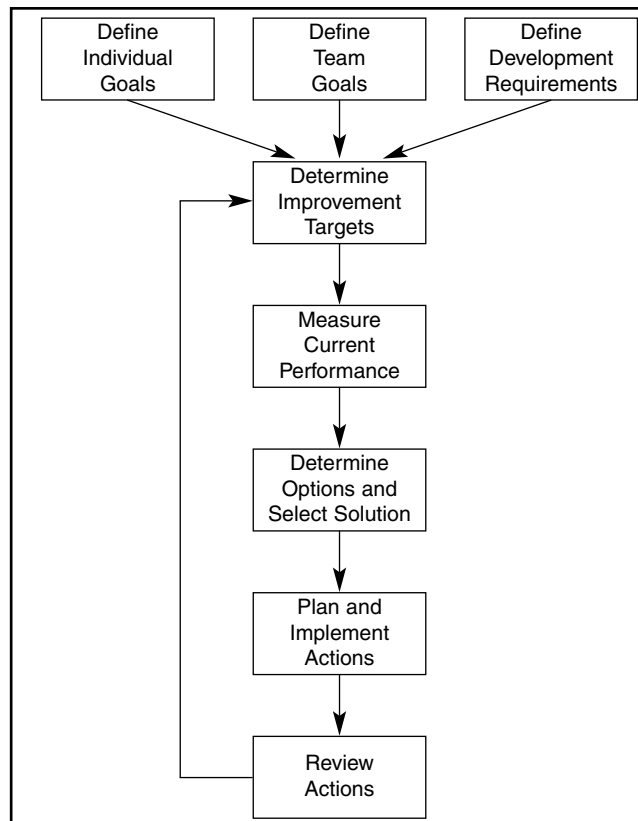 Define
Individual
Goals
Define
Team
Goals
Define
Development
Requirements
Determine
Improvement
Targets
Measure
Current
Performance
Determine
Options and
Select Solution
Plan and
Implement
Actions
Review
Actions